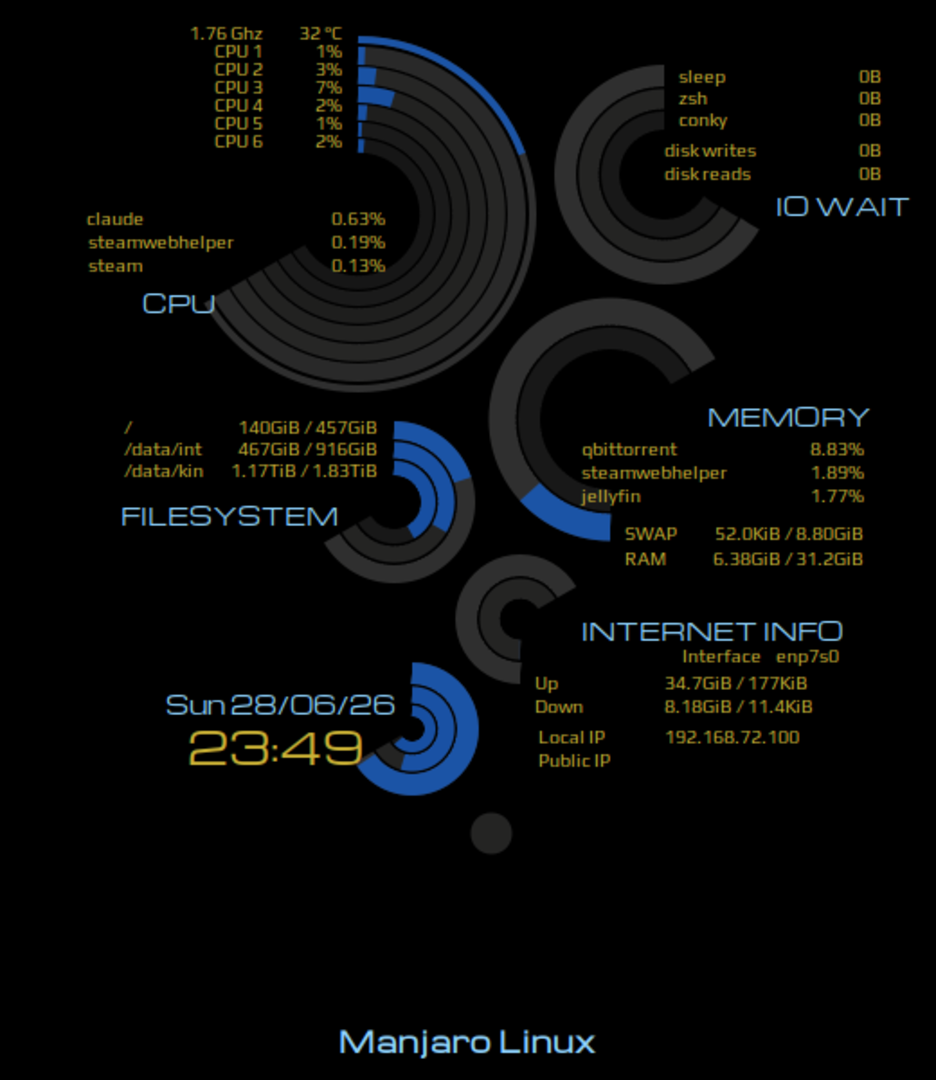 1.76 Ghz 32 °C
CPU 1 1%
CPU 2 3%
CPU 3 7%
CPU 4 2%
CPU 5 1%
CPU 6 2%
claude 0.63%
steamwebhelper 0.19%
steam 0.13%
CPU
sleep 0B
zsh 0B
conky 0B
disk writes 0B
disk reads 0B
IO WAIT
/ 140GiB / 457GiB
/data/int 467GiB / 916GiB
/data/kin 1.17TiB / 1.83TiB
FILESYSTEM
MEMORY
qbittorrent 8.83%
steamwebhelper 1.89%
jellyfin 1.77%
SWAP 52.0KiB / 8.80GiB
RAM 6.38GiB / 31.2GiB
INTERNET INFO
Interface enp7s0
Up 34.7GiB / 177KiB
Down 8.18GiB / 11.4KiB
Local IP 192.168.72.100
Public IP
Sun 28/06/26
23:49
Manjaro Linux